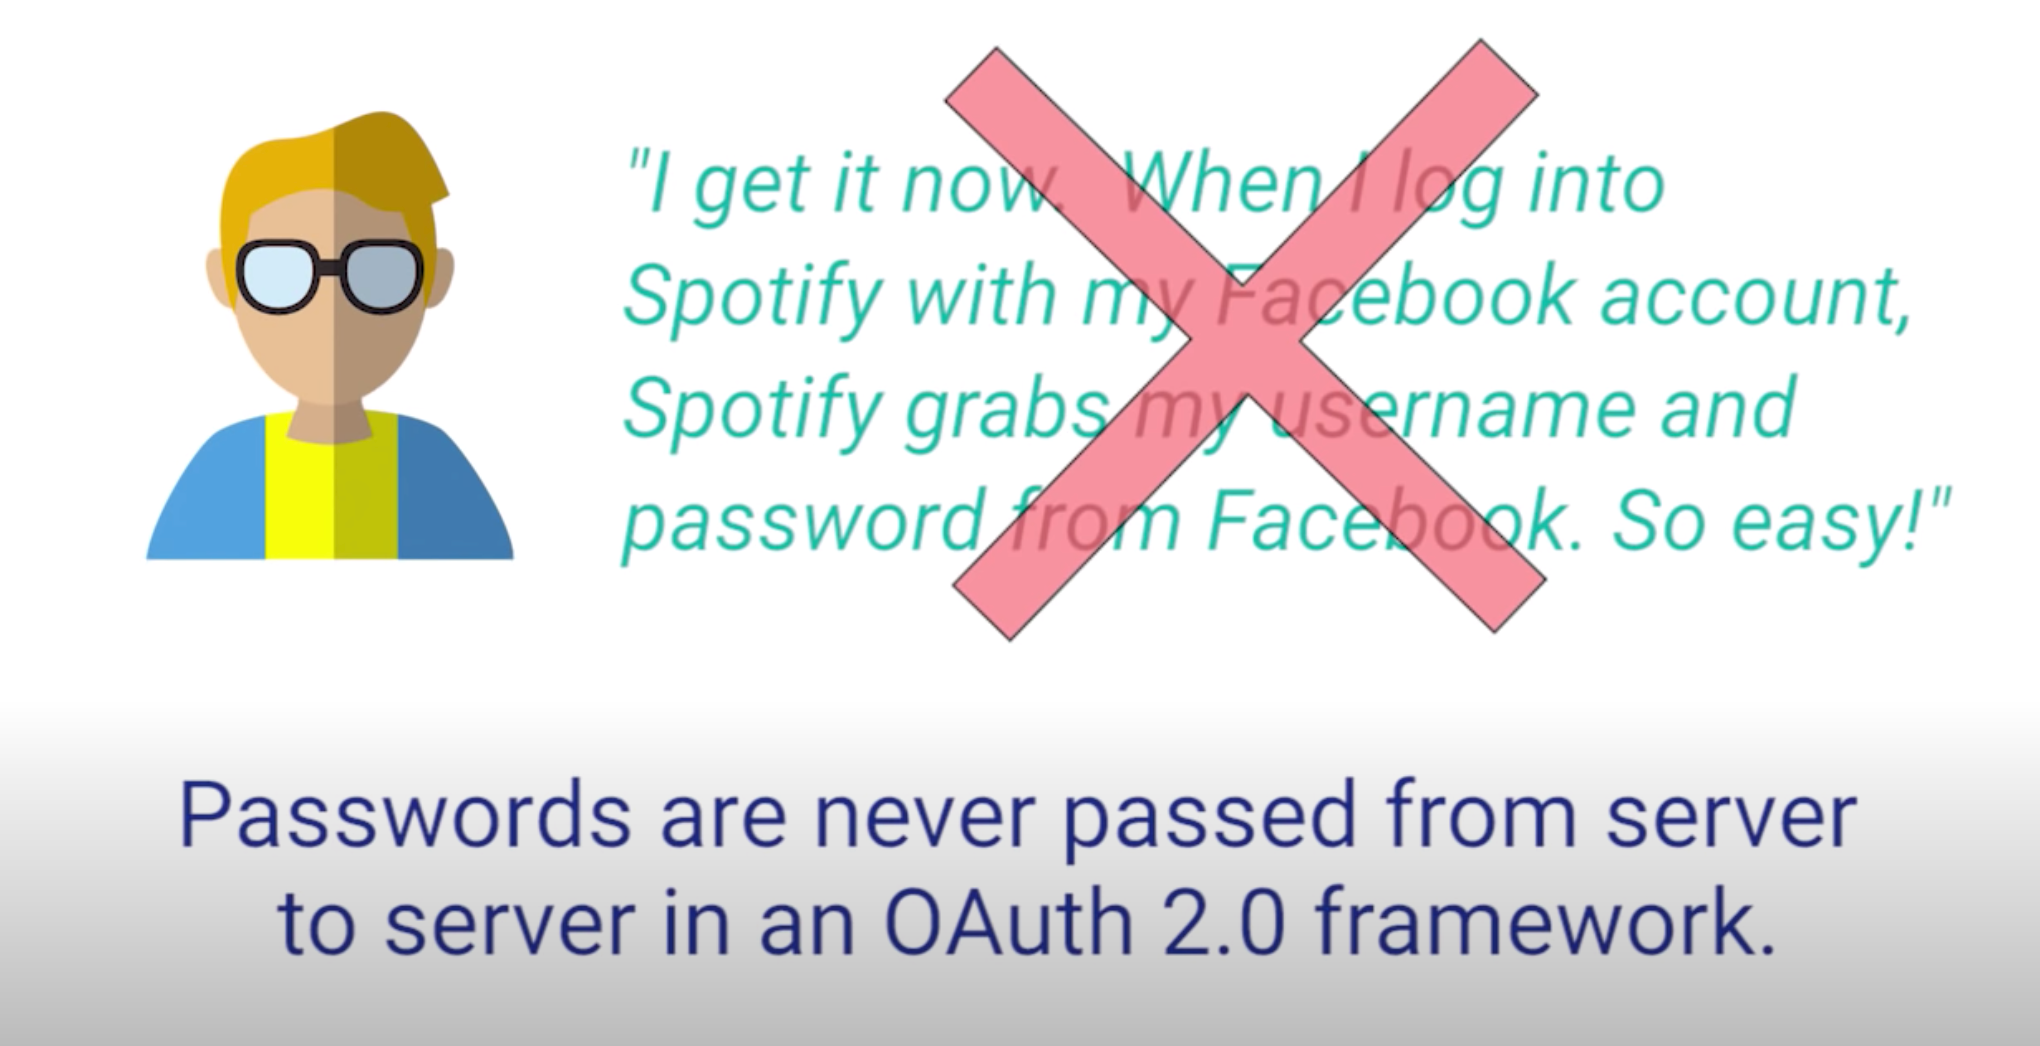 "I get it now.  When I log into
Spotify with my Facebook account,
Spotify grabs my username and
password from Facebook. So easy!"
Passwords are never passed from server
to server in an OAuth 2.0 framework.